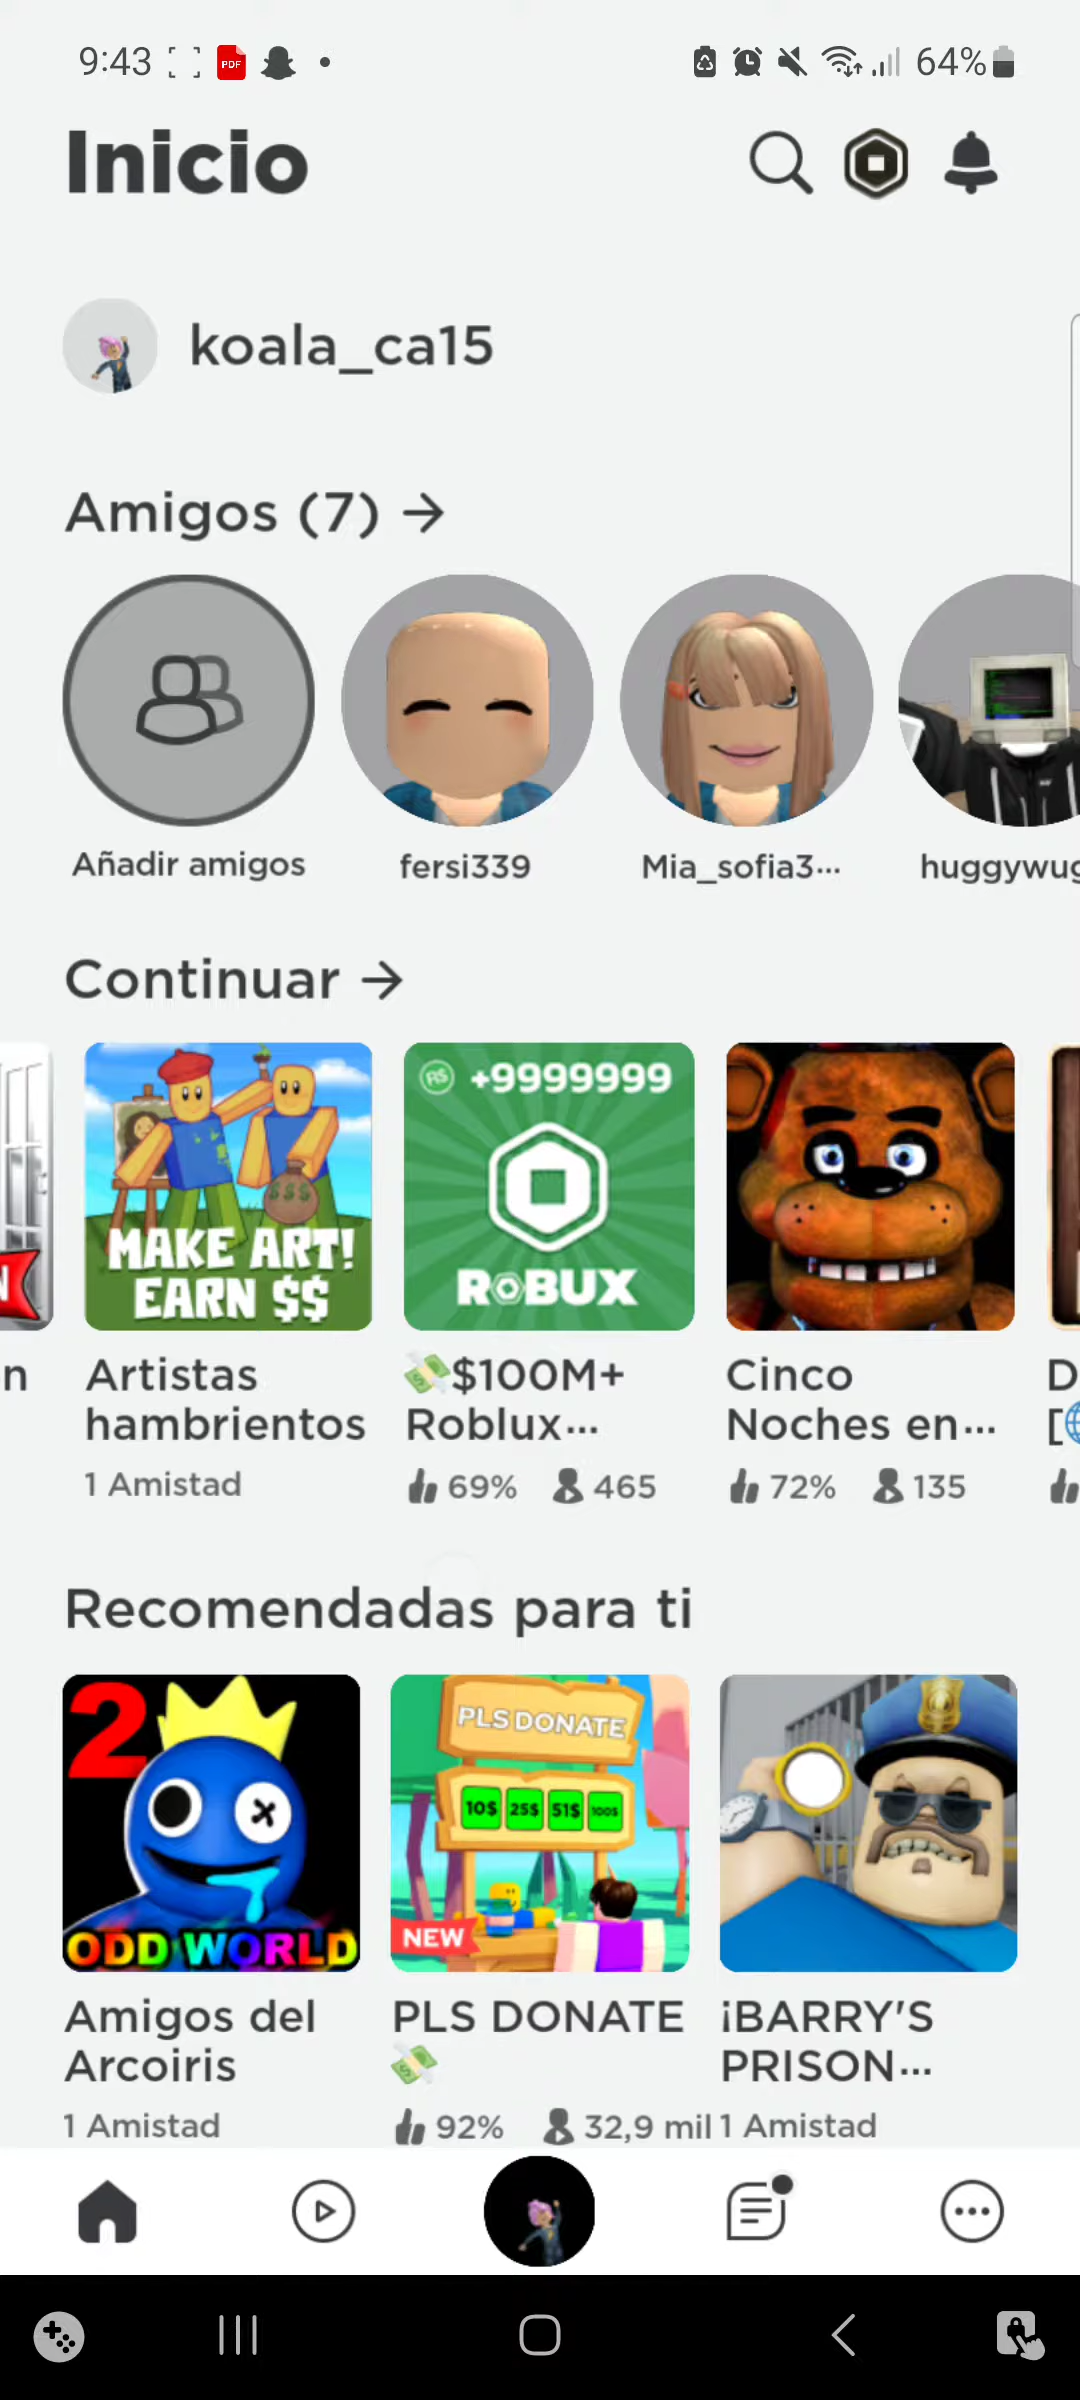 9:43
PDF
64%
Inicio
koala_ca15
Amigos (7) →
Añadir amigos
fersi339
Mia_sofia3...
huggywug
Continuar →
N
n
MAKE ART!
EARN $$
Artistas
hambrientos
1 Amistad
R$ +9999999
ROBUX
💸$100M+
Roblux...
69% 465
Cinco
Noches en...
72% 135
D
[🌐
Recomendadas para ti
2
ODD WORLD
Amigos del
Arcoiris
1 Amistad
PLS DONATE
10$ 25$ 51$ 100$
NEW
PLS DONATE
💸
92% 32,9 mil
¡BARRY'S
PRISON...
1 Amistad